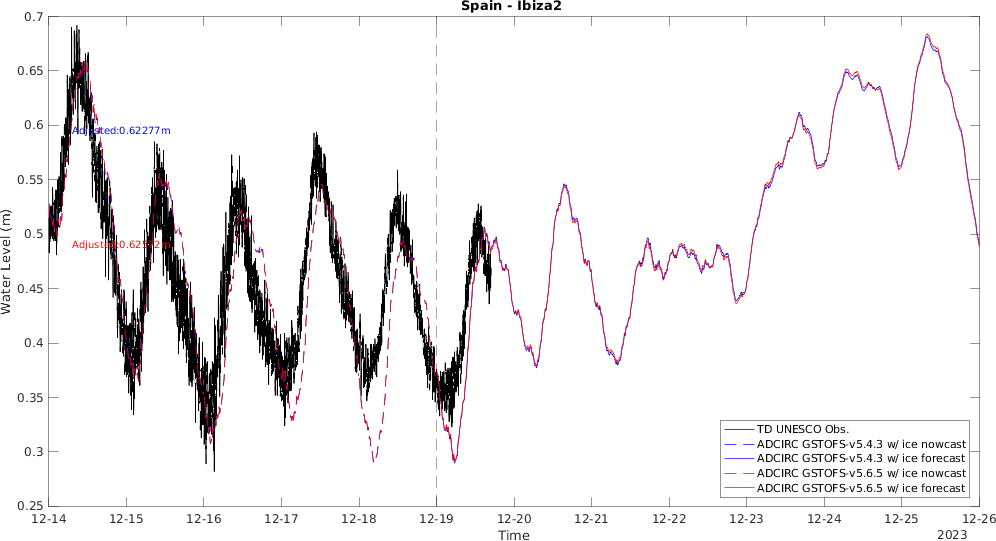 Spain - Ibiza2
0.7
0.65
0.6
0.55
0.5
0.45
0.4
0.35
0.3
0.25
Water Level (m)
Adjusted:0.62277m
12-14
12-15
12-16
12-17
12-18
12-19
12-20
12-21
12-22
12-23
12-24
12-25
12-26
Time
2023
TD UNESCO Obs.
ADCIRC GSTOFS-v5.4.3 w/ ice nowcast
ADCIRC GSTOFS-v5.4.3 w/ ice forecast
ADCIRC GSTOFS-v5.6.5 w/ ice nowcast
ADCIRC GSTOFS-v5.6.5 w/ ice forecast